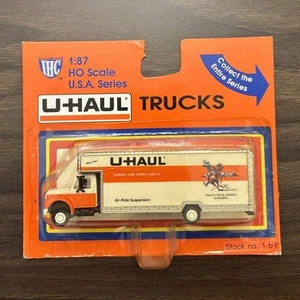 IHC
1:87
HO Scale
U.S.A. Series
Collect the
Entire Series
U-HAUL TRUCKS
U-HAUL
Air-Ride Suspension
Stock no. 1-51